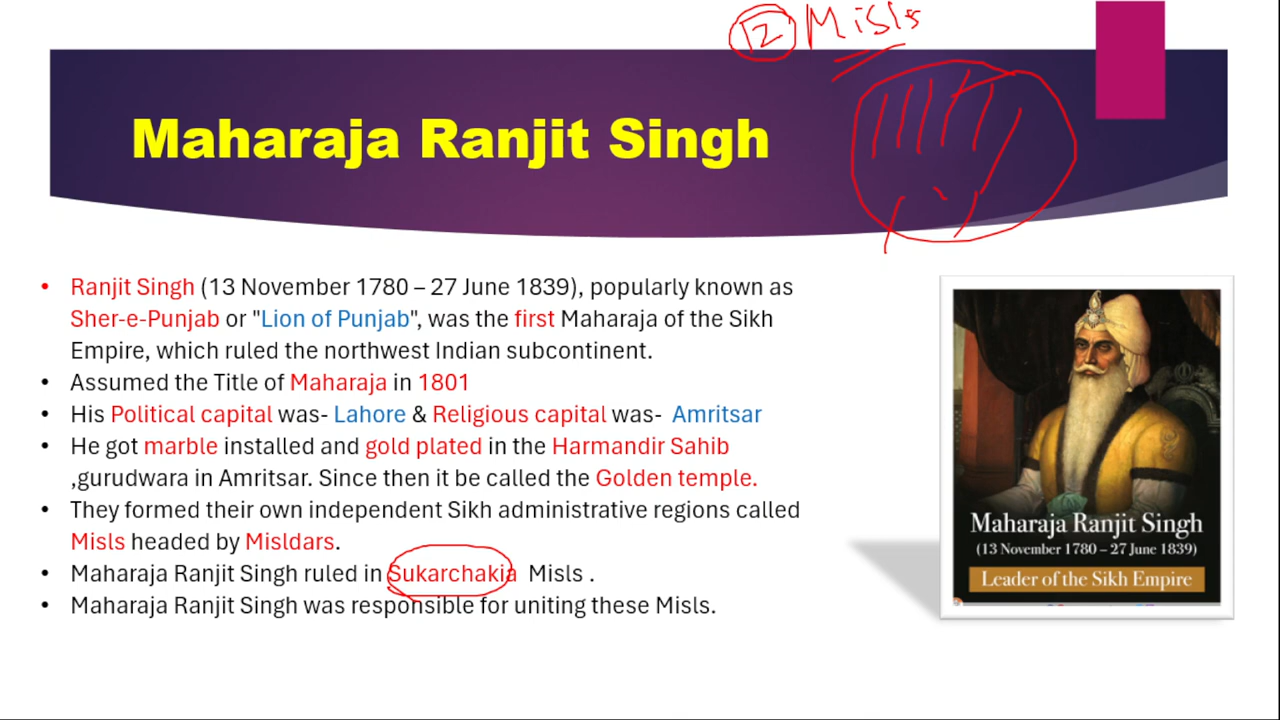 12 Misls
Maharaja Ranjit Singh
• Ranjit Singh (13 November 1780 – 27 June 1839), popularly known as
Sher-e-Punjab or "Lion of Punjab", was the first Maharaja of the Sikh
Empire, which ruled the northwest Indian subcontinent.
• Assumed the Title of Maharaja in 1801
• His Political capital was- Lahore & Religious capital was- Amritsar
• He got marble installed and gold plated in the Harmandir Sahib
,gurudwara in Amritsar. Since then it be called the Golden temple.
• They formed their own independent Sikh administrative regions called
Misls headed by Misldars.
• Maharaja Ranjit Singh ruled in Sukarchakia Misls .
• Maharaja Ranjit Singh was responsible for uniting these Misls.
Maharaja Ranjit Singh
(13 November 1780 – 27 June 1839)
Leader of the Sikh Empire